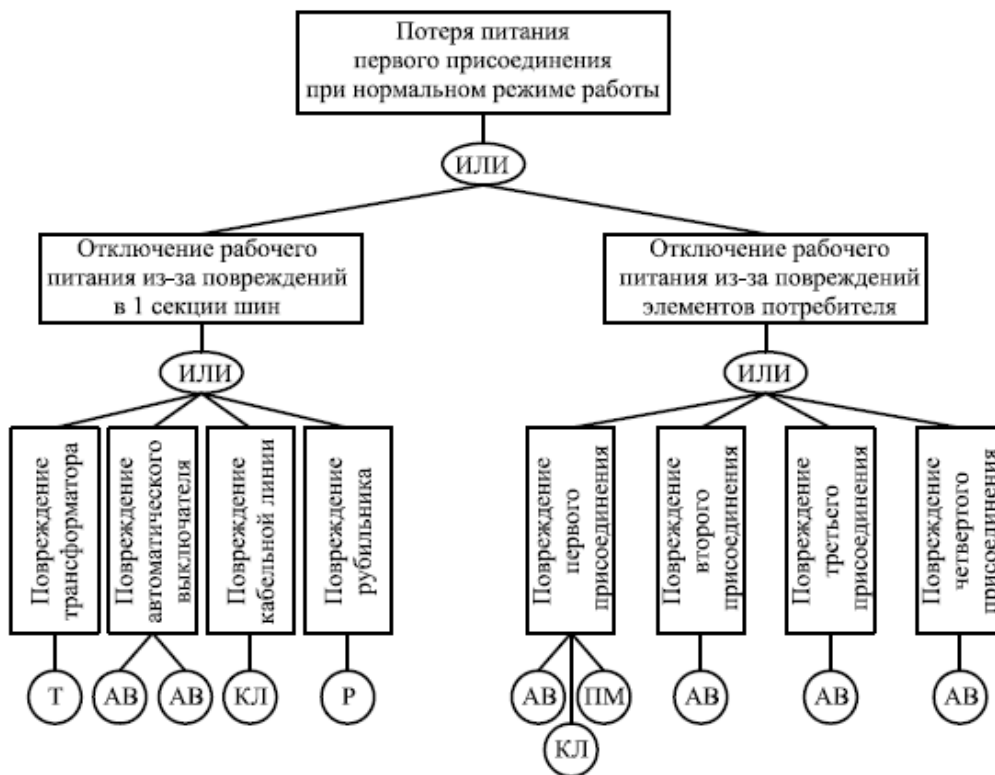 Потеря питания
первого присоединения
при нормальном режиме работы
ИЛИ
Отключение рабочего
питания из-за повреждений
в 1 секции шин
Отключение рабочего
питания из-за повреждений
элементов потребителя
ИЛИ
ИЛИ
Повреждение
трансформатора
Повреждение
автоматического
выключателя
Повреждение
кабельной линии
Повреждение
рубильника
Повреждение
первого
присоединения
Повреждение
второго
присоединения
Повреждение
третьего
присоединения
Повреждение
четвертого
присоединения
Т
АВ
АВ
КЛ
Р
АВ
КЛ
ПМ
АВ
АВ
АВ